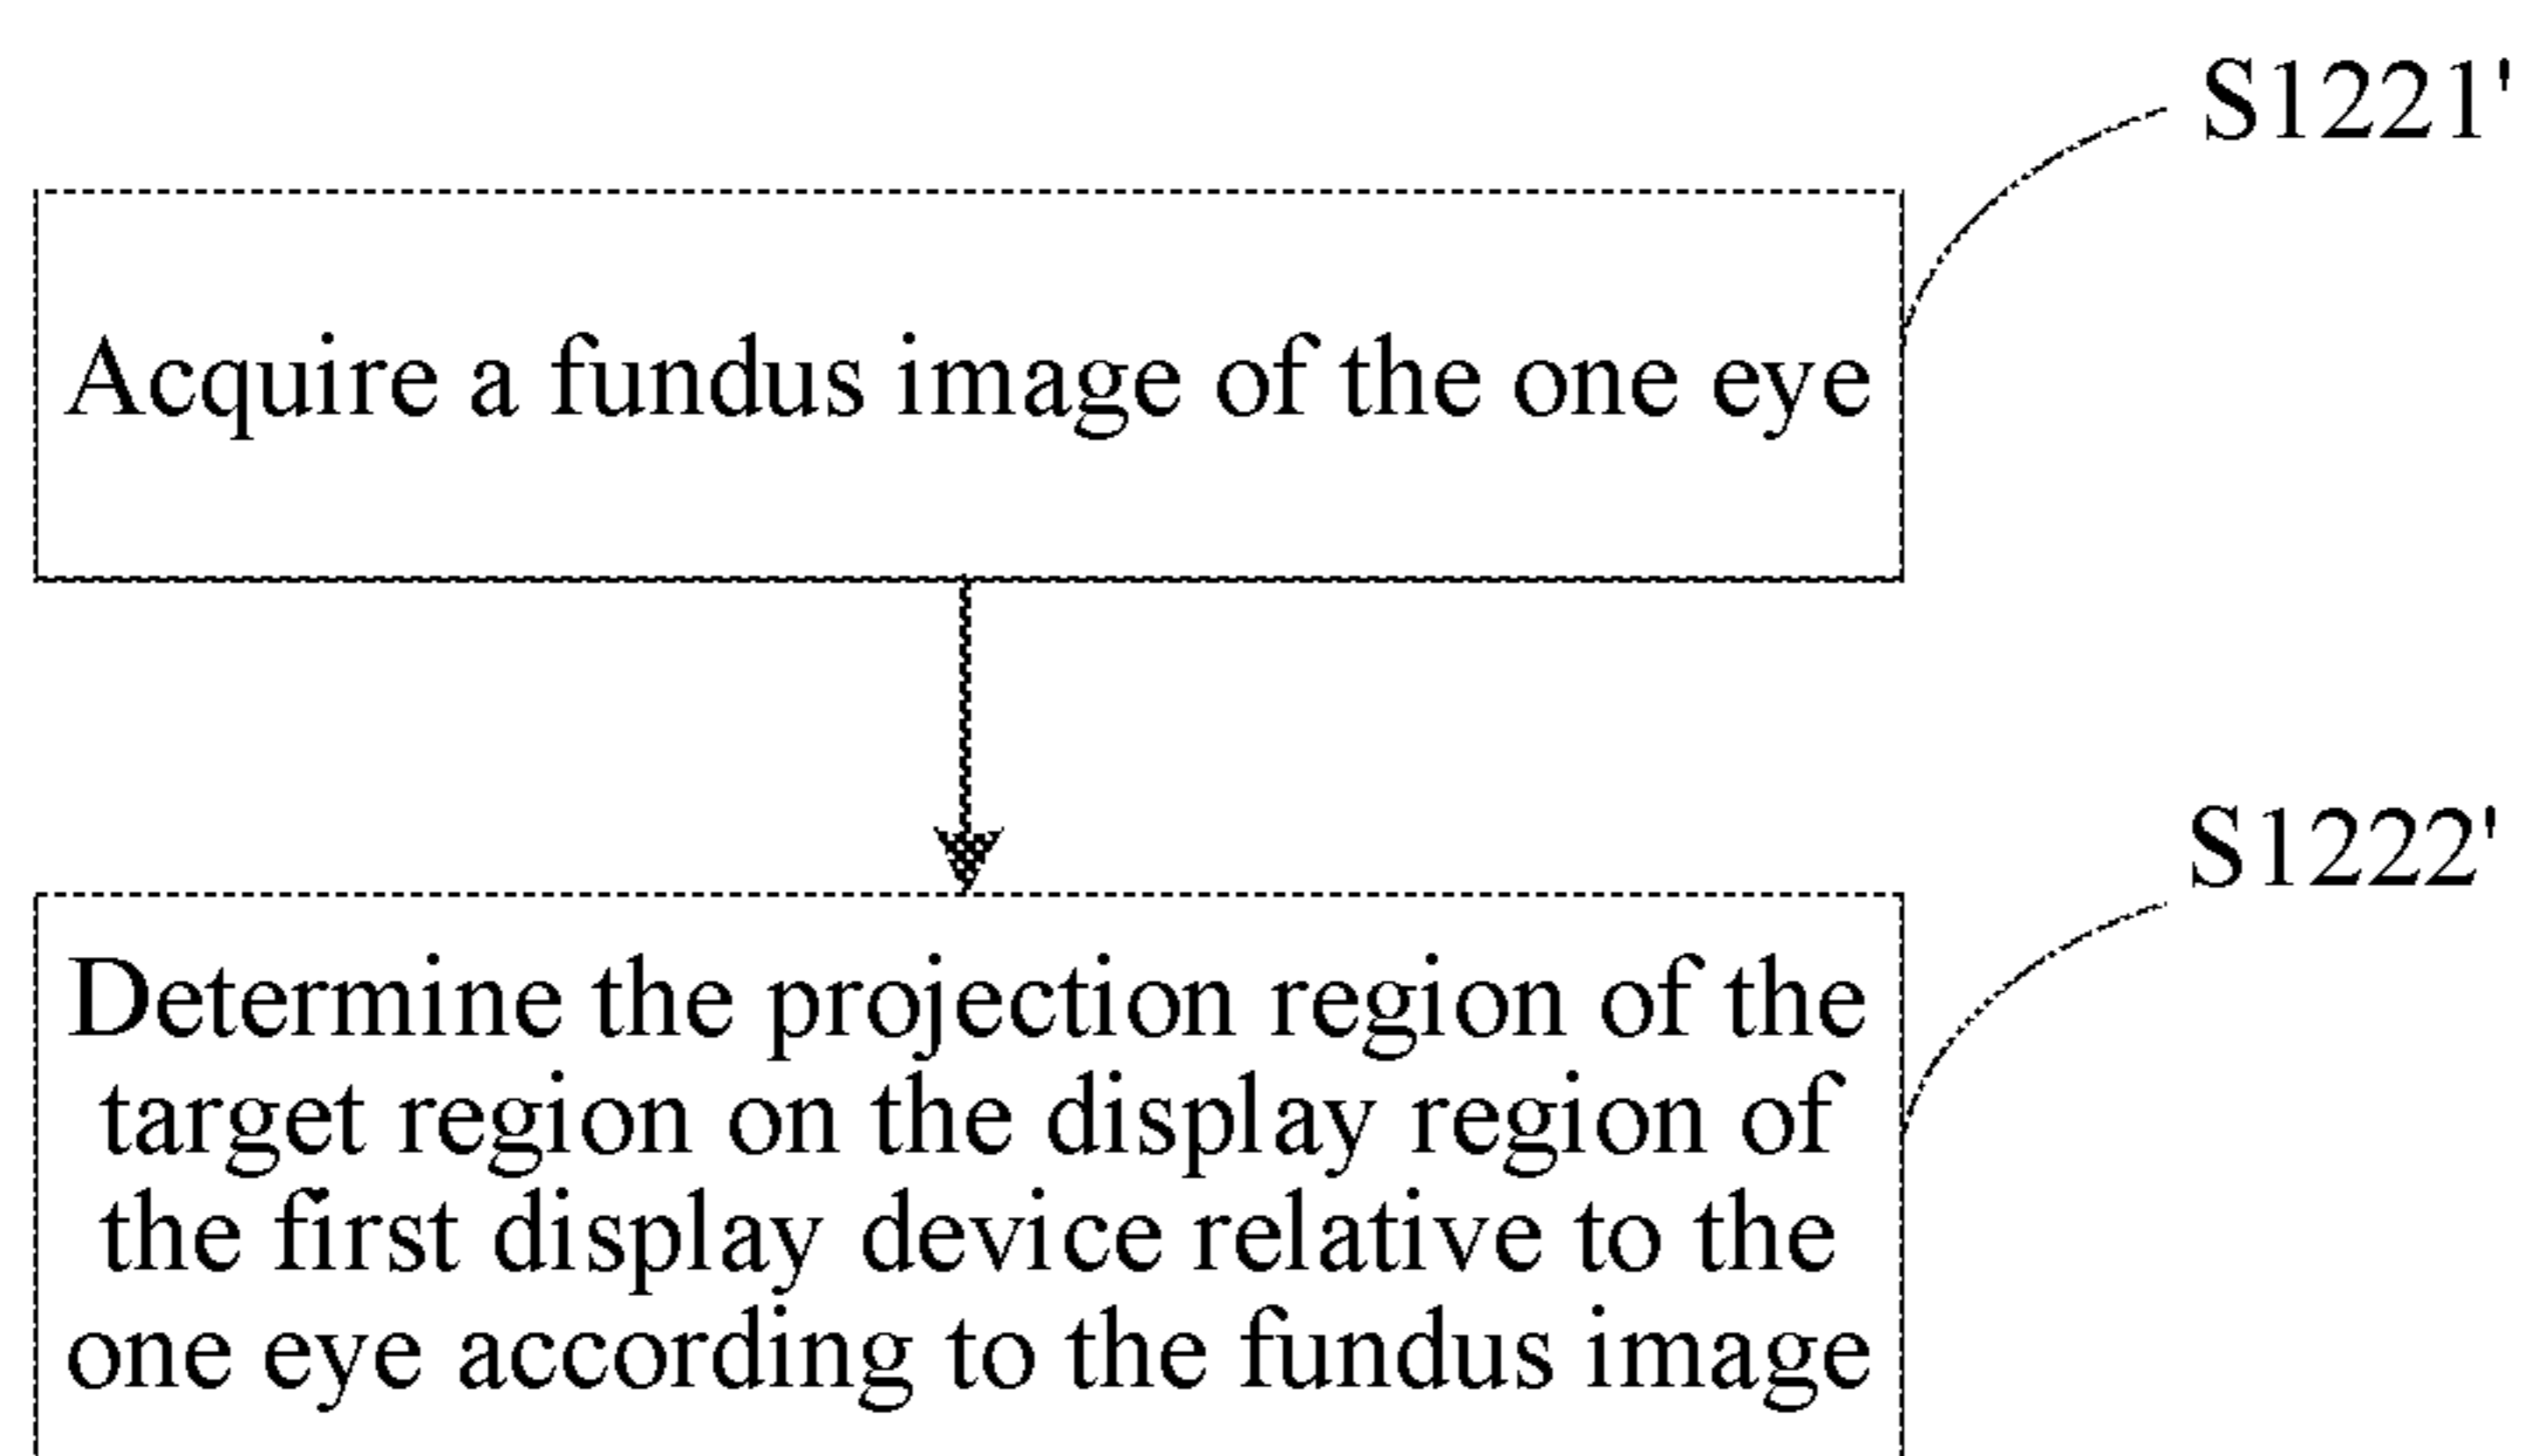 S1221'
Acquire a fundus image of the one eye
S1222'
Determine the projection region of the
target region on the display region of
the first display device relative to the
one eye according to the fundus image